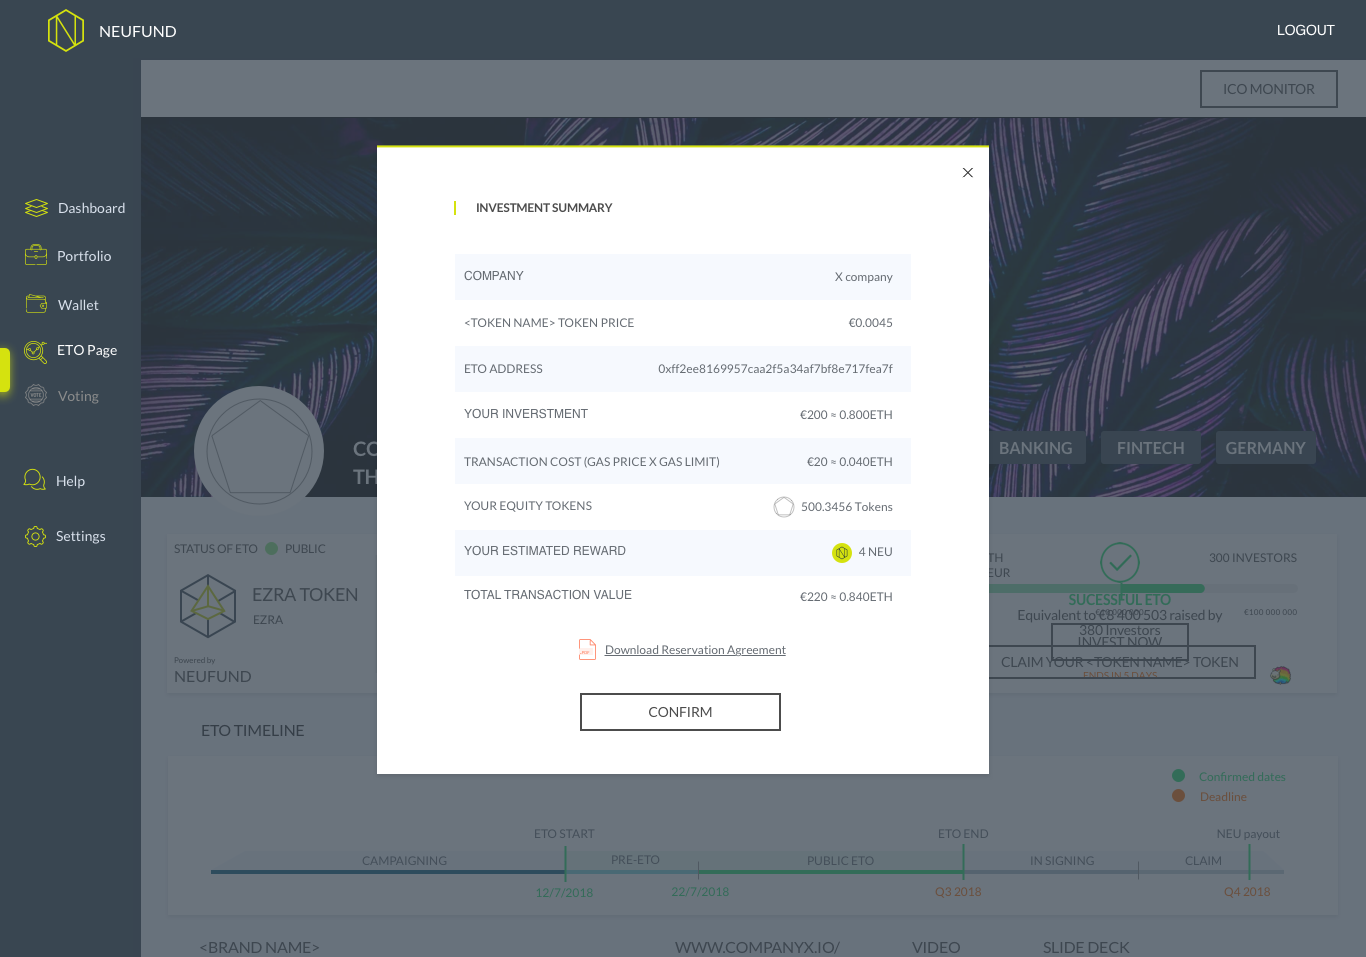 NEUFUND
LOGOUT
ICO MONITOR
Dashboard
Portfolio
Wallet
ETO Page
Voting
Help
Settings
INVESTMENT SUMMARY
COMPANY X company
<TOKEN NAME> TOKEN PRICE €0.0045
ETO ADDRESS 0xff2ee8169957caa2f5a34af7bf8e717fea7f
YOUR INVERSTMENT €200 ≈ 0.800ETH
TRANSACTION COST (GAS PRICE X GAS LIMIT) €20 ≈ 0.040ETH
YOUR EQUITY TOKENS 500.3456 Tokens
YOUR ESTIMATED REWARD 4 NEU
TOTAL TRANSACTION VALUE €220 ≈ 0.840ETH
Download Reservation Agreement
CONFIRM
CO
TH
BANKING FINTECH GERMANY
STATUS OF ETO PUBLIC
EZRA TOKEN
EZRA
Powered by
NEUFUND
TH
EUR
300 INVESTORS
SUCESSFUL ETO
€100 000 000
Equivalent to €8 400 503 raised by
380 Investors
INVEST NOW
CLAIM YOUR <TOKEN NAME> TOKEN
ENDS IN 5 DAYS
ETO TIMELINE
Confirmed dates
Deadline
ETO START ETO END NEU payout
CAMPAIGNING PRE-ETO PUBLIC ETO IN SIGNING CLAIM
12/7/2018 22/7/2018 Q3 2018 Q4 2018
<BRAND NAME> WWW.COMPANYX.IO/ VIDEO SLIDE DECK